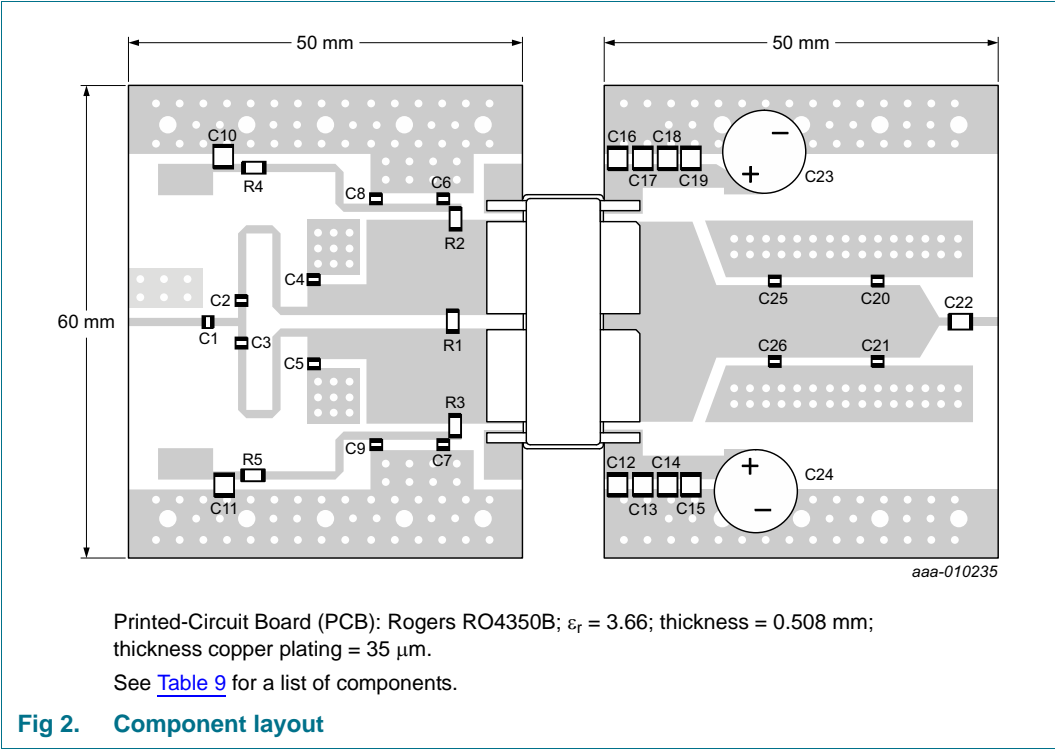 50 mm
50 mm
C10
C16
C18
R4
C17
C19
C23
C8
C6
R2
C4
C2
C25
C20
C22
60 mm
C1
C3
R1
C26
C21
C5
R3
C9
C7
R5
C11
C12
C14
C13
C15
C24
aaa-010235
Printed-Circuit Board (PCB): Rogers RO4350B; εr = 3.66; thickness = 0.508 mm;
thickness copper plating = 35 μm.
See Table 9 for a list of components.
Fig 2. Component layout